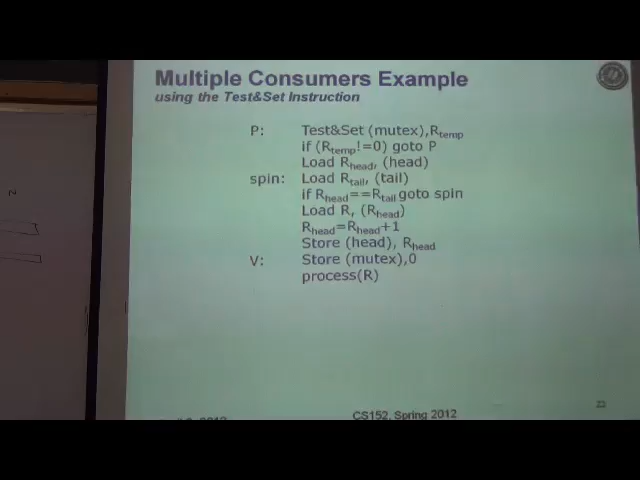 Multiple Consumers Example
using the Test&Set Instruction
P: Test&Set (mutex),Rtemp
if (Rtemp!=0) goto P
Load Rhead, (head)
spin: Load Rtail, (tail)
if Rhead==Rtail goto spin
Load R, (Rhead)
Rhead=Rhead+1
Store (head), Rhead
V: Store (mutex),0
process(R)
CS152, Spring 2012